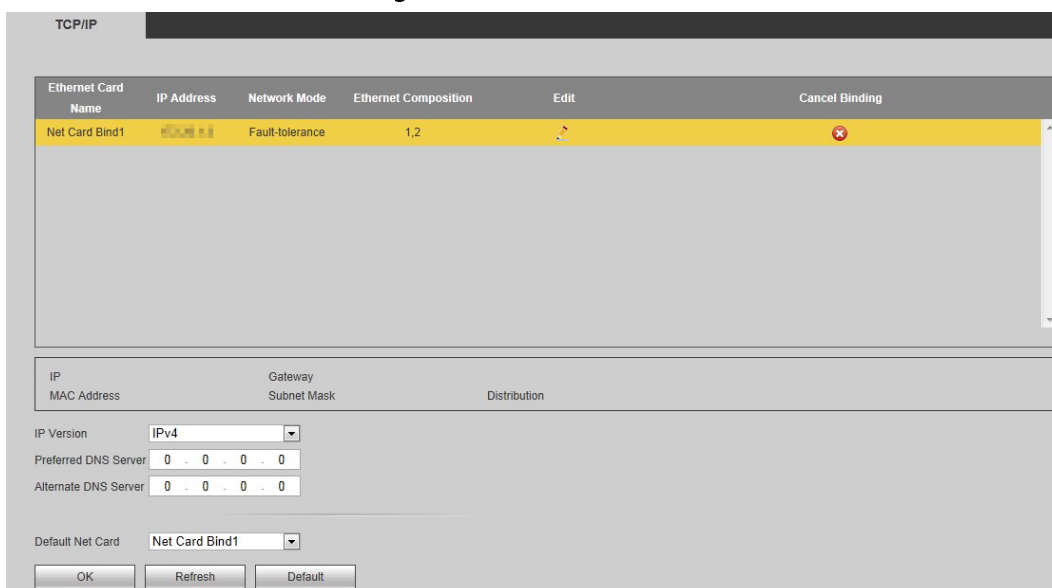 TCP/IP
Ethernet Card Name IP Address Network Mode Ethernet Composition Edit Cancel Binding
Net Card Bind1 Fault-tolerance 1,2
IP Gateway
MAC Address Subnet Mask Distribution
IP Version IPv4
Preferred DNS Server 0 . 0 . 0 . 0
Alternate DNS Server 0 . 0 . 0 . 0
Default Net Card Net Card Bind1
OK Refresh Default